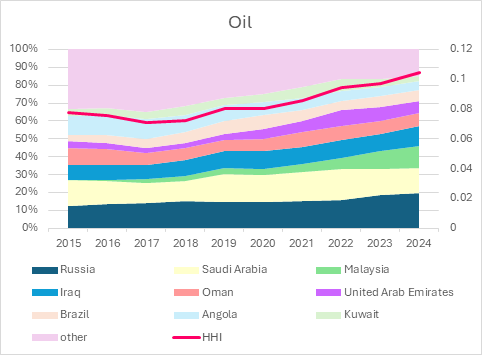 Oil
100% 0.12
90%
80% 0.1
70% 0.08
60%
50% 0.06
40%
30% 0.04
20% 0.02
10%
0% 0
2015 2016 2017 2018 2019 2020 2021 2022 2023 2024
Russia Saudi Arabia Malaysia
Iraq Oman United Arab Emirates
Brazil Angola Kuwait
other HHI